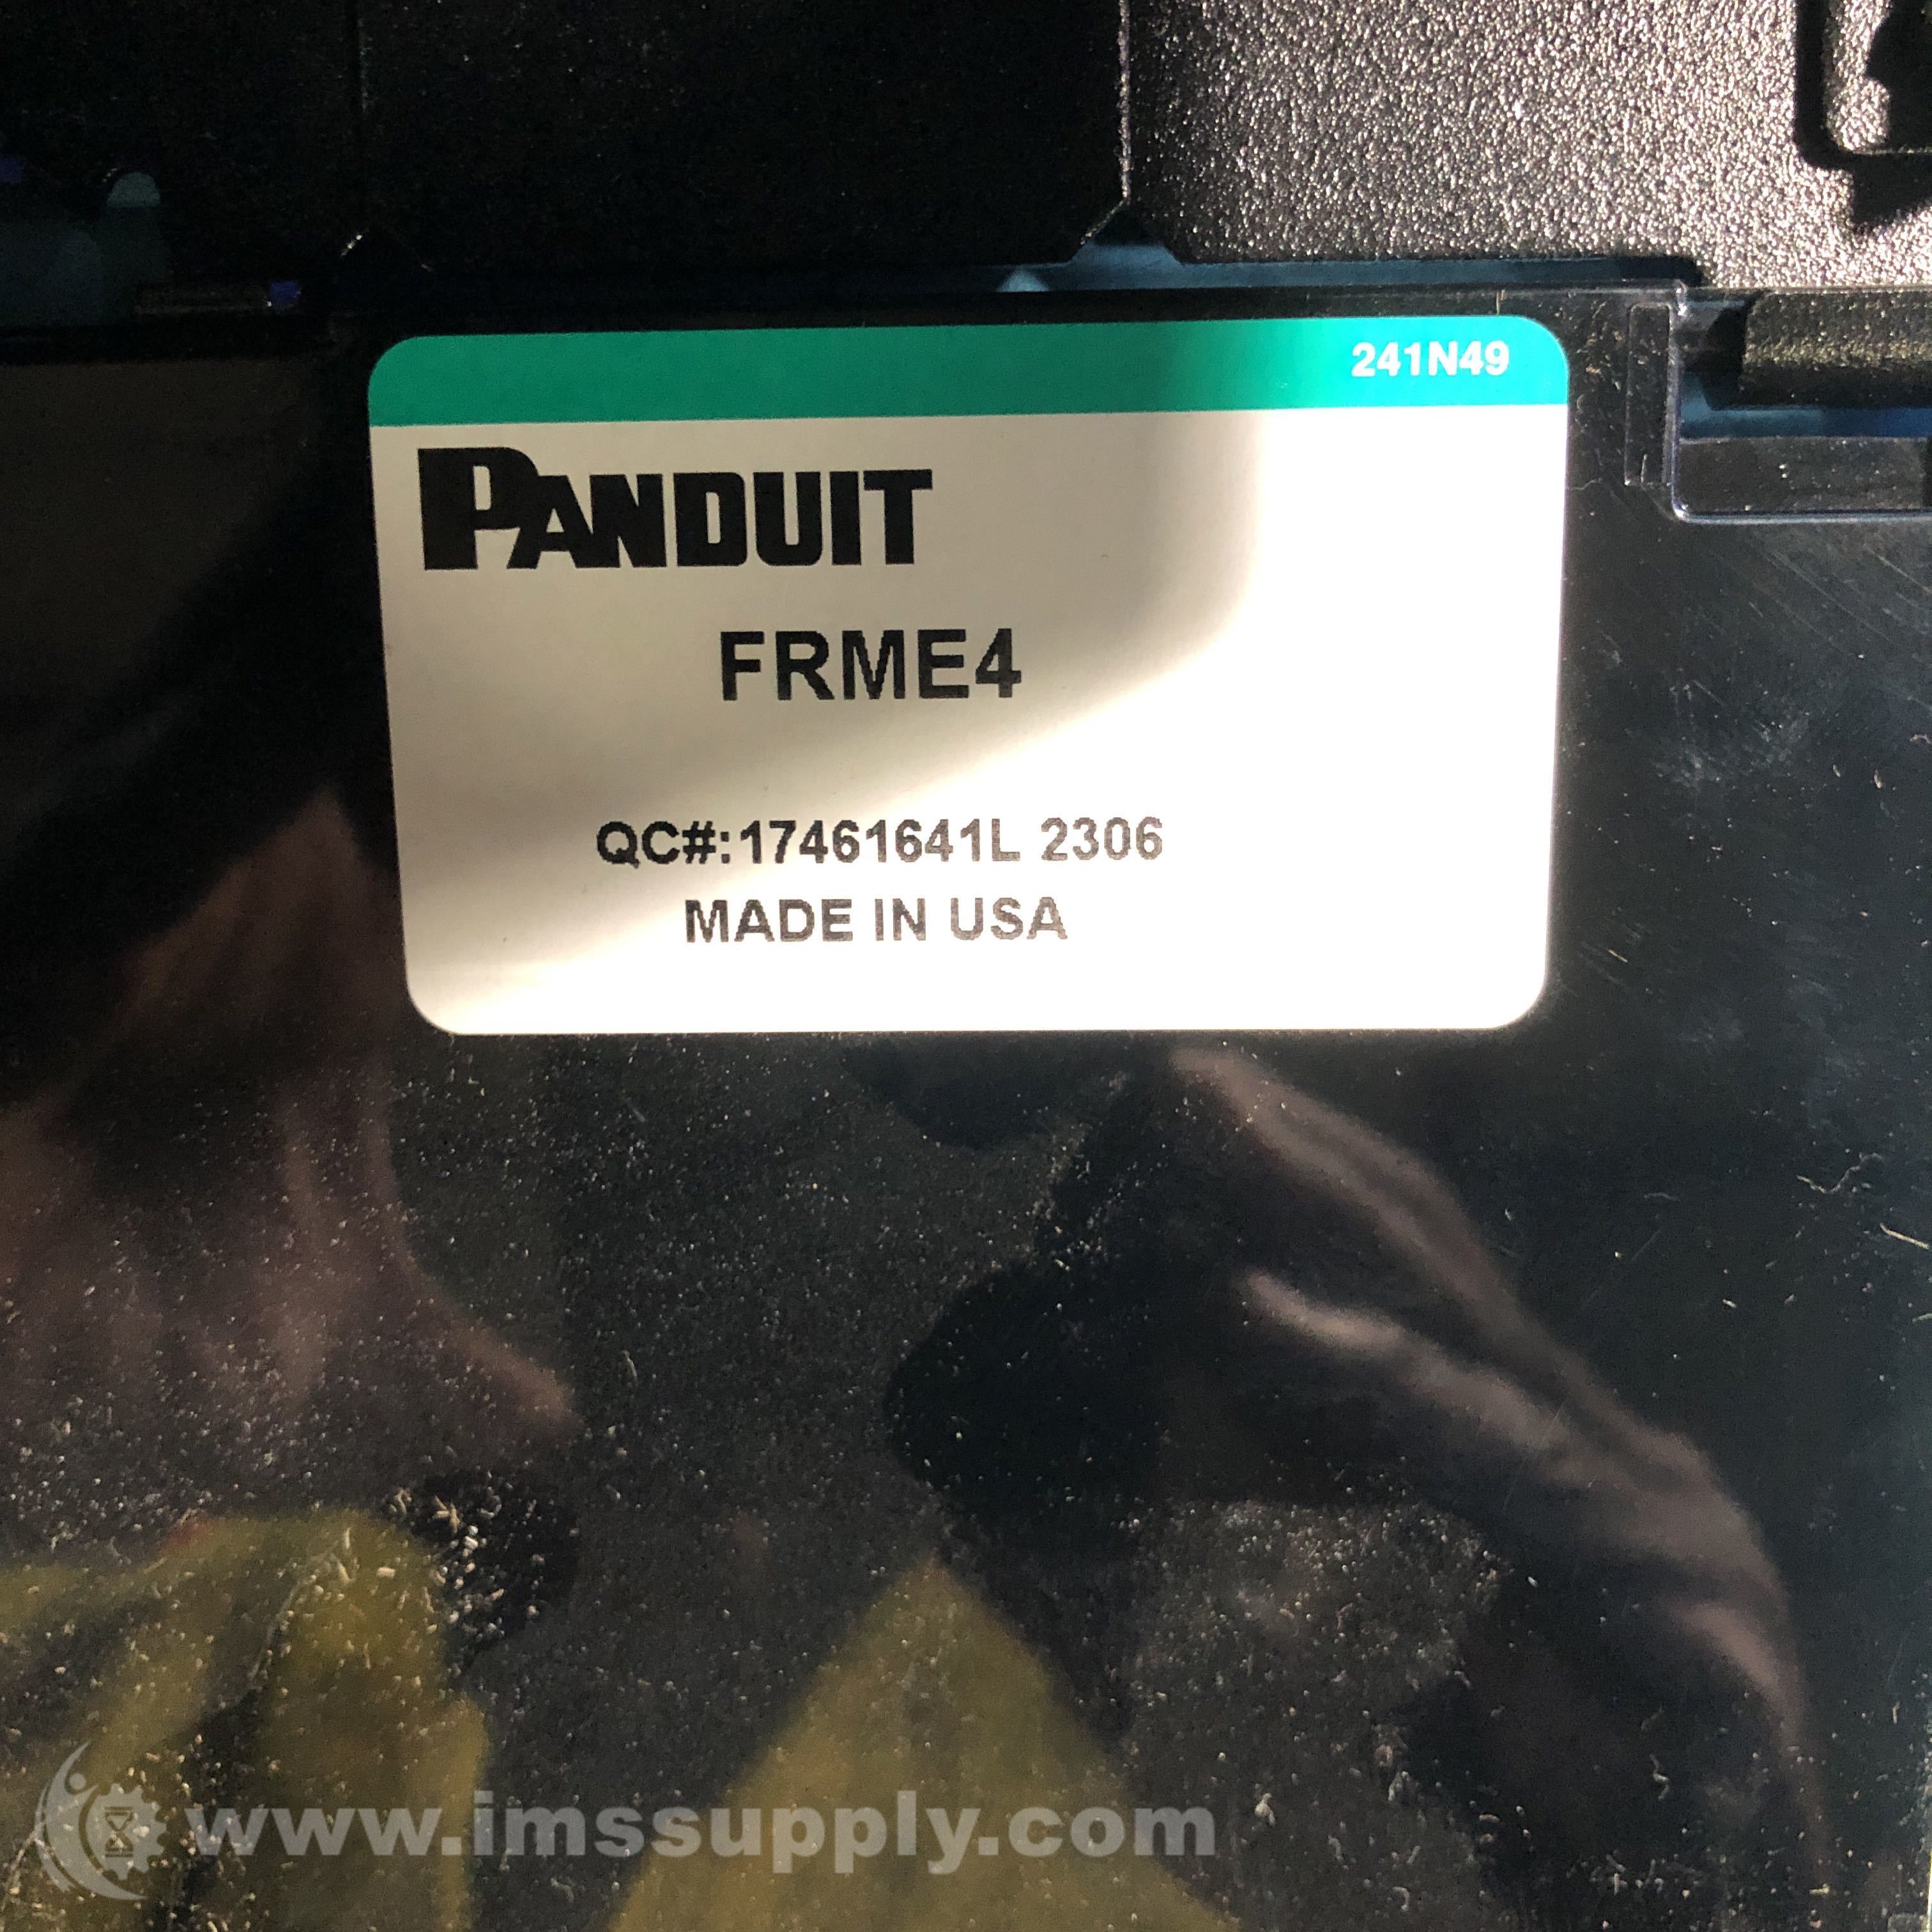 241N49
PANDUIT
FRME4
QC#:17461641L 2306
MADE IN USA
www.imssupply.com